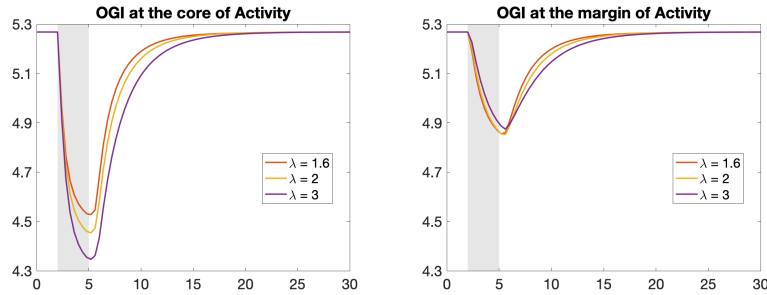 OGI at the core of Activity
5.3
5.1
4.9
4.7
4.5
4.3
0 5 10 15 20 25 30
λ = 1.6
λ = 2
λ = 3
OGI at the margin of Activity
5.3
5.1
4.9
4.7
4.5
4.3
0 5 10 15 20 25 30
λ = 1.6
λ = 2
λ = 3